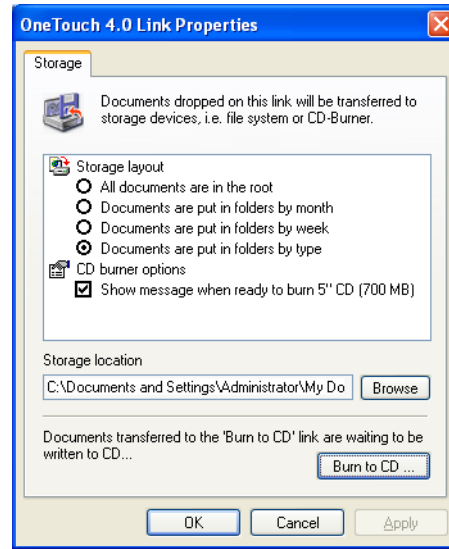 OneTouch 4.0 Link Properties
Storage
Documents dropped on this link will be transferred to
storage devices, i.e. file system or CD-Burner.
Storage layout
All documents are in the root
Documents are put in folders by month
Documents are put in folders by week
Documents are put in folders by type
CD burner options
Show message when ready to burn 5" CD (700 MB)
Storage location
C:\Documents and Settings\Administrator\My Do
Browse
Documents transferred to the 'Burn to CD' link are waiting to be
written to CD...
Burn to CD ...
OK
Cancel
Apply